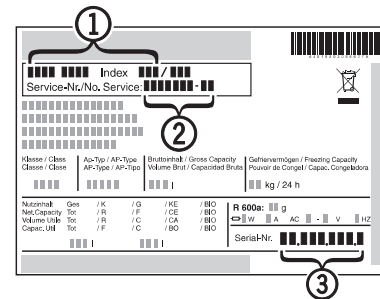 1
Index /
Service-Nr./No. Service: -
2
Klasse / Class
Classe / Clase
Ap-Typ / AP-Type
AP-Type / AP-Tipo
Bruttoinhalt / Gross Capacity
Volume Brut / Capacidad Bruta
l
Gefriervermögen / Freezing Capacity
Pouvoir de Congel / Capac. Congeladora
kg / 24 h
Nutzinhalt Ges / K / G / KE / BIO
Net.Capacity Tot / R / F / CE / BIO
Volume Utile Tot / R / C / CA / BIO
Capac. Util Tot / F / C / BO / BIO
l l
R 600a: g
W A AC - V HZ
Serial-Nr. . . .
3